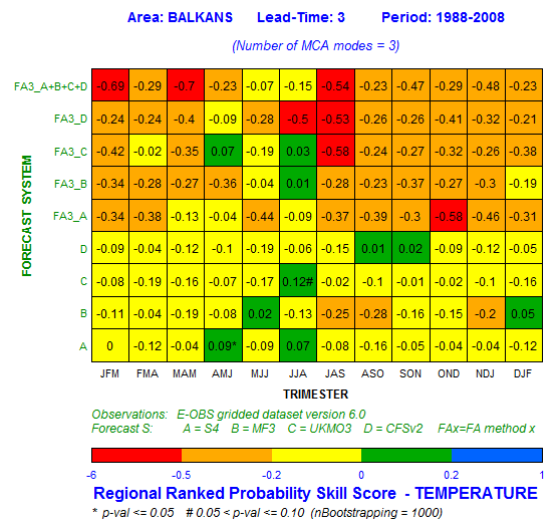 Area: BALKANS Lead-Time: 3 Period: 1988-2008
(Number of MCA modes = 3)
FORECAST SYSTEM
FA3_A+B+C+D -0.69 -0.29 -0.7 -0.23 -0.07 -0.15 -0.54 -0.23 -0.47 -0.29 -0.48 -0.23
FA3_D -0.24 -0.24 -0.4 -0.09 -0.28 -0.5 -0.53 -0.26 -0.26 -0.41 -0.32 -0.21
FA3_C -0.42 -0.02 -0.35 0.07 -0.19 0.03 -0.58 -0.24 -0.27 -0.32 -0.26 -0.38
FA3_B -0.34 -0.28 -0.27 -0.36 -0.04 0.01 -0.28 -0.23 -0.37 -0.27 -0.3 -0.19
FA3_A -0.34 -0.38 -0.13 -0.04 -0.44 -0.09 -0.37 -0.39 -0.3 -0.58 -0.46 -0.31
D -0.09 -0.04 -0.12 -0.1 -0.19 -0.06 -0.15 0.01 0.02 -0.09 -0.12 -0.05
C -0.08 -0.19 -0.16 -0.07 -0.17 0.12# -0.02 -0.1 -0.01 -0.02 -0.1 -0.16
B -0.11 -0.04 -0.19 -0.08 0.02 -0.13 -0.25 -0.28 -0.16 -0.15 -0.2 0.05
A 0 -0.12 -0.04 0.09* -0.09 0.07 -0.08 -0.16 -0.05 -0.04 -0.04 -0.12
JFM FMA MAM AMJ MJJ JJA JAS ASO SON OND NDJ DJF
TRIMESTER
Observations: E-OBS gridded dataset version 6.0
Forecast S: A = S4 B = MF3 C = UKMO3 D = CFSv2 FAx=FA method x
-6 -0.5 -0.2 0 0.2 1
Regional Ranked Probability Skill Score - TEMPERATURE
* p-val <= 0.05 # 0.05 < p-val <= 0.10 (nBootstrapping = 1000)